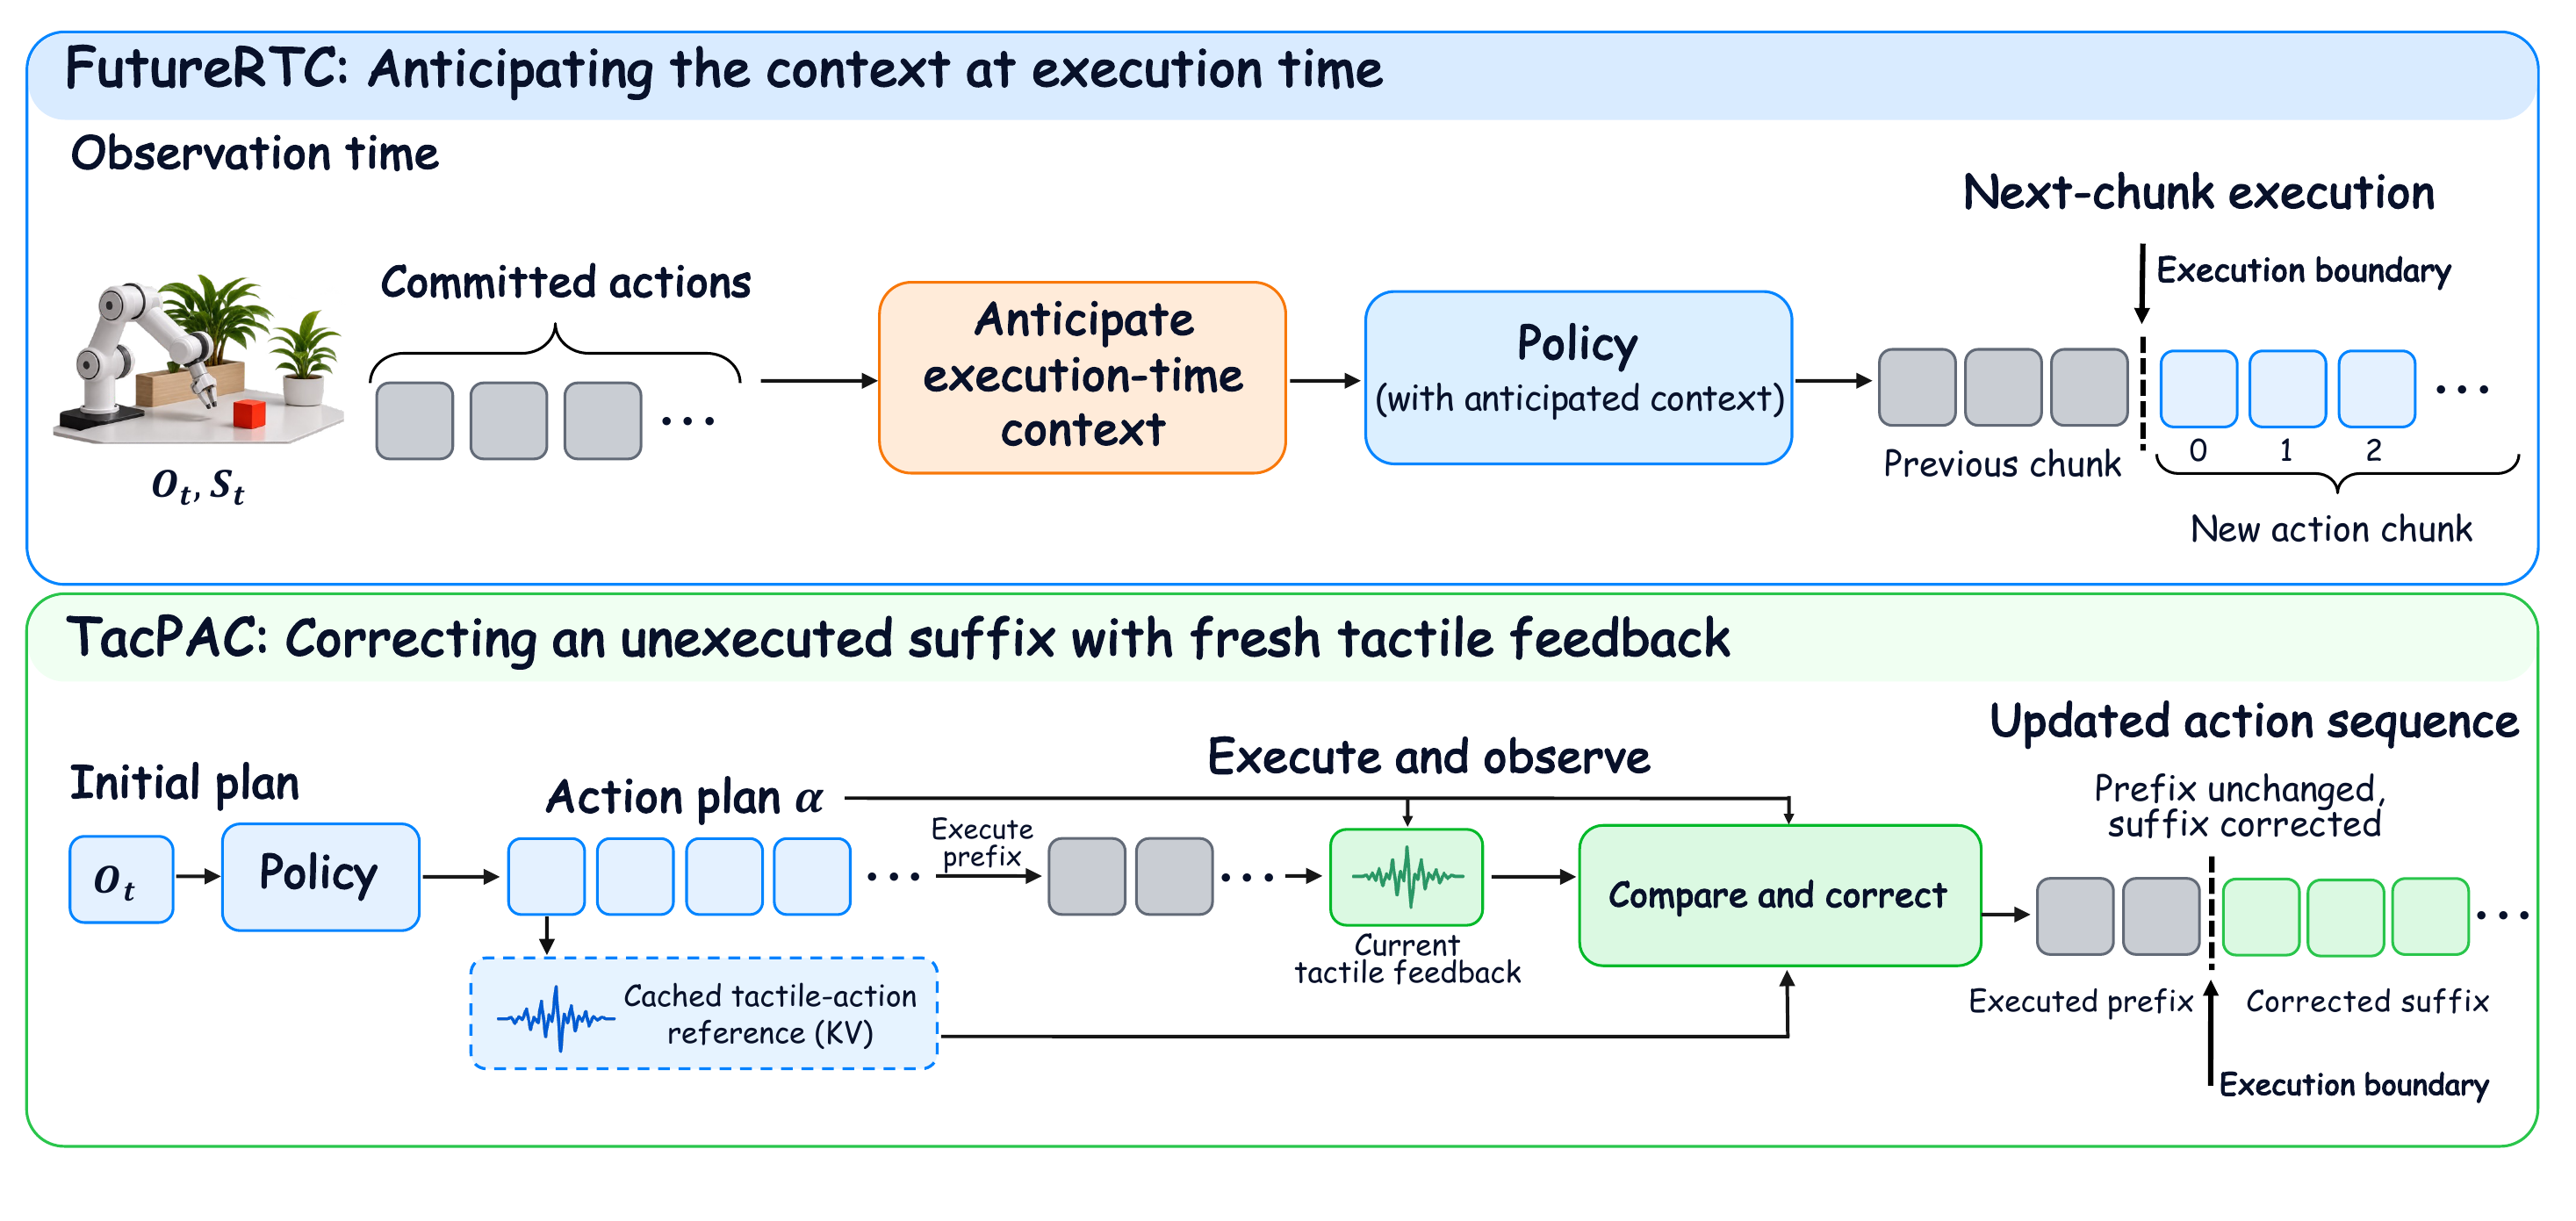 FutureRTC: Anticipating the context at execution time
Observation time
Next-chunk execution
Execution boundary
Committed actions
Anticipate
execution-time
context
Policy
(with anticipated context)
O_t, S_t
Previous chunk
0 1 2
New action chunk
TacPAC: Correcting an unexecuted suffix with fresh tactile feedback
Updated action sequence
Execute and observe
Initial plan
Action plan α
Prefix unchanged,
suffix corrected
O_t
Policy
Execute
prefix
Compare and correct
Current
tactile feedback
Cached tactile-action
reference (KV)
Executed prefix
Corrected suffix
Execution boundary